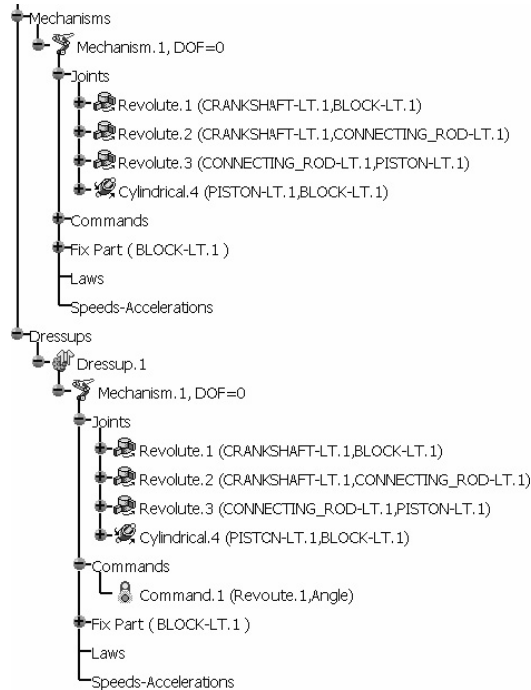 Mechanisms
Mechanism.1, DOF=0
Joints
Revolute.1 (CRANKSHAFT-LT.1,BLOCK-LT.1)
Revolute.2 (CRANKSHAFT-LT.1,CONNECTING_ROD-LT.1)
Revolute.3 (CONNECTING_ROD-LT.1,PISTON-LT.1)
Cylindrical.4 (PISTON-LT.1,BLOCK-LT.1)
Commands
Fix Part ( BLOCK-LT.1 )
Laws
Speeds-Accelerations
Dressups
Dressup.1
Mechanism.1, DOF=0
Joints
Revolute.1 (CRANKSHAFT-LT.1,BLOCK-LT.1)
Revolute.2 (CRANKSHAFT-LT.1,CONNECTING_ROD-LT.1)
Revolute.3 (CONNECTING_ROD-LT.1,PISTON-LT.1)
Cylindrical.4 (PISTCN-LT.1,BLOCK-LT.1)
Commands
Command.1 (Revoute.1,Angle)
Fix Part ( BLOCK-LT.1 )
Laws
Speeds-Accelerations